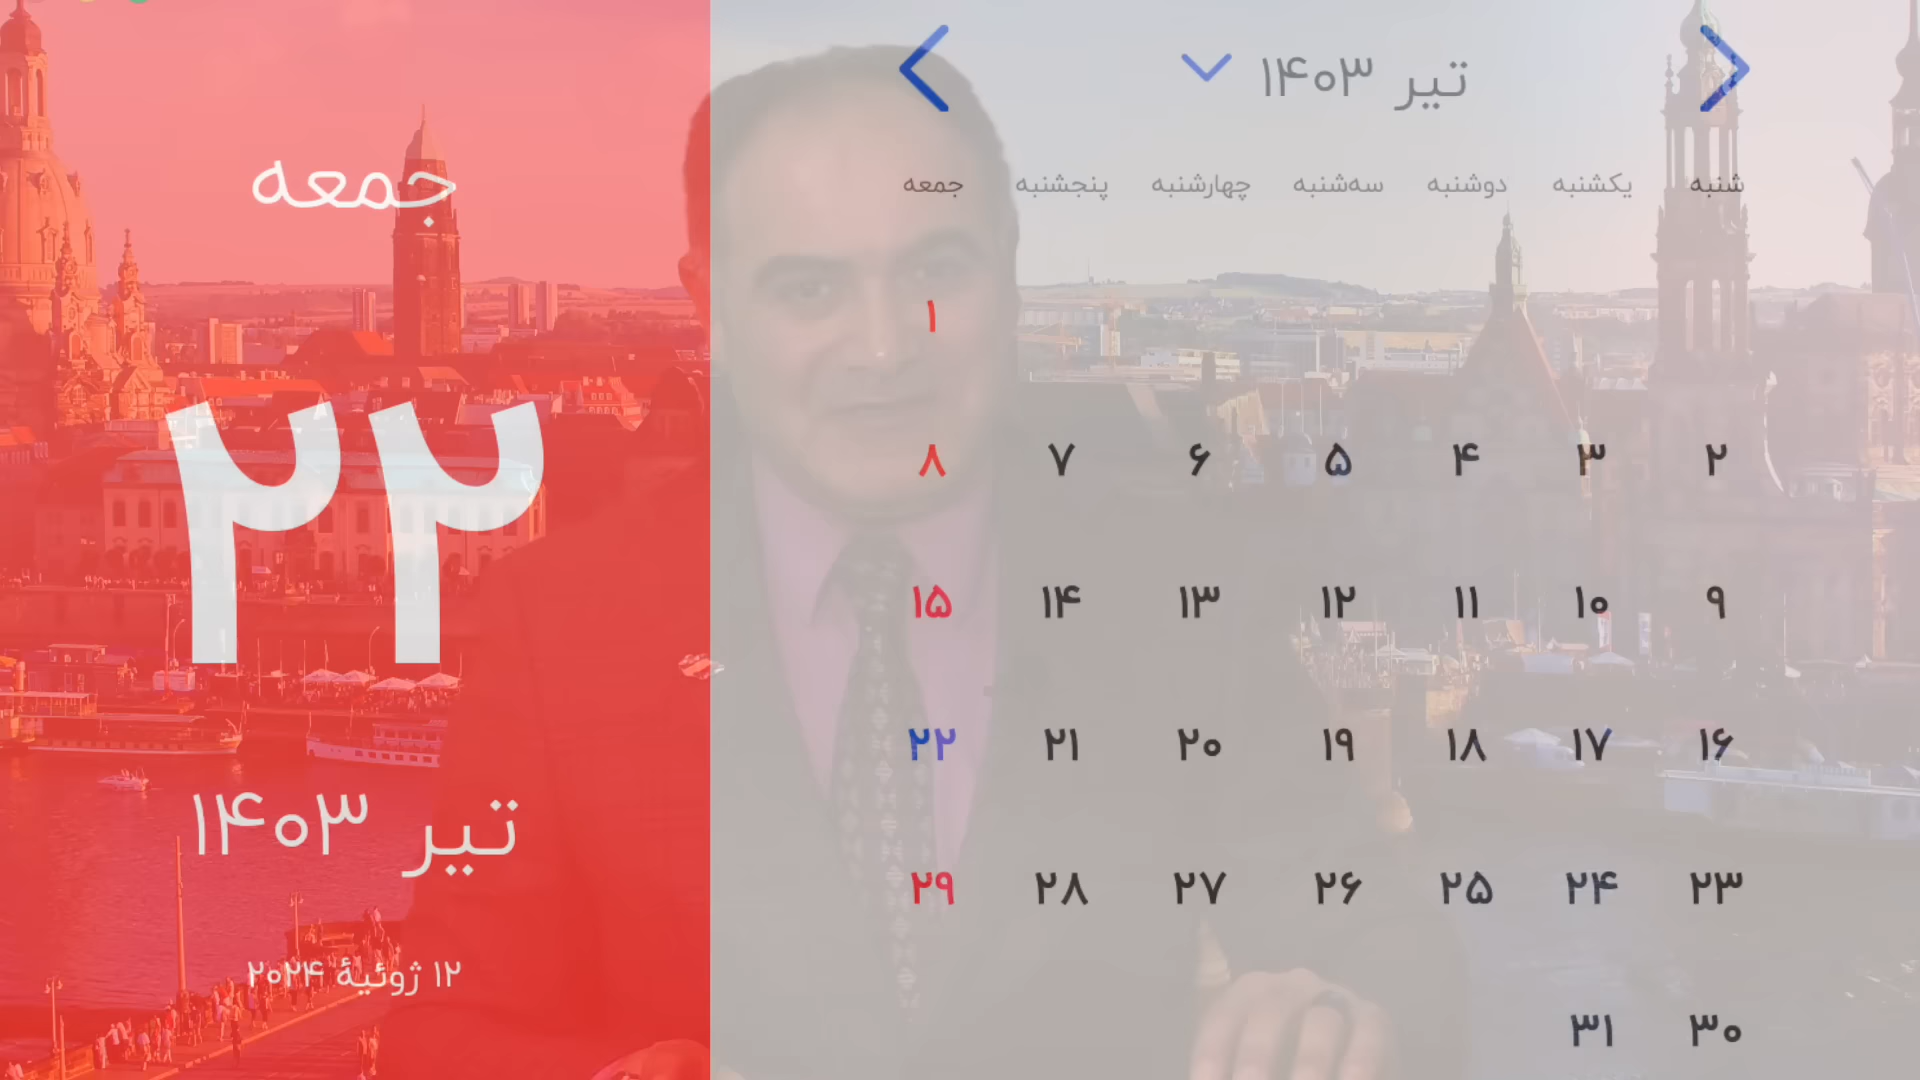 جمعه
۲۲
تیر ۱۴۰۳
۱۲ ژوئیهٔ ۲۰۲۴
تیر ۱۴۰۳
شنبه یکشنبه دوشنبه سه‌شنبه چهارشنبه پنجشنبه جمعه
۱
۲ ۳ ۴ ۵ ۶ ۷ ۸
۹ ۱۰ ۱۱ ۱۲ ۱۳ ۱۴ ۱۵
۱۶ ۱۷ ۱۸ ۱۹ ۲۰ ۲۱ ۲۲
۲۳ ۲۴ ۲۵ ۲۶ ۲۷ ۲۸ ۲۹
۳۰ ۳۱